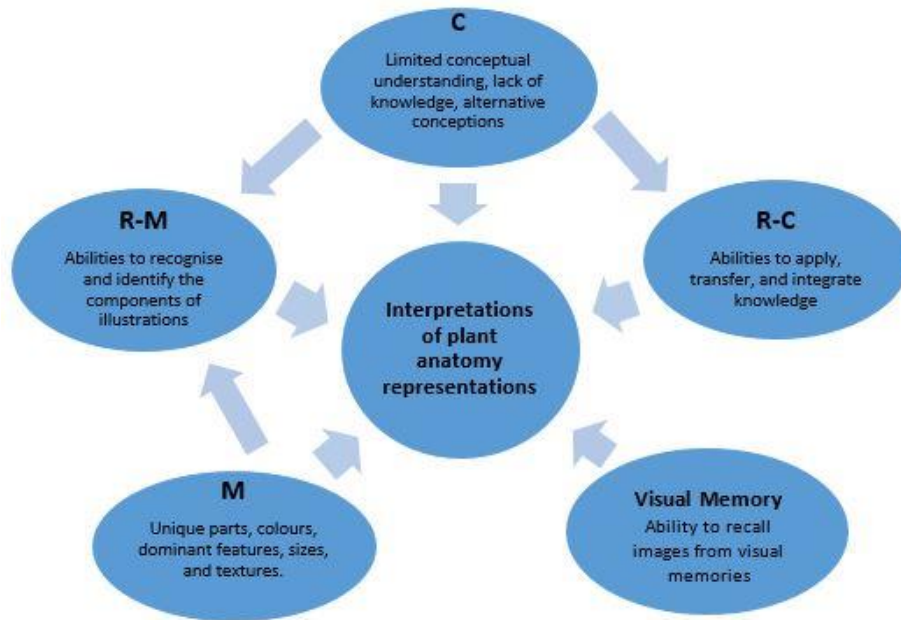 C
Limited conceptual
understanding, lack of
knowledge, alternative
conceptions
R-M
Abilities to recognise
and identify the
components of
illustrations
R-C
Abilities to apply,
transfer, and integrate
knowledge
Interpretations
of plant
anatomy
representations
M
Unique parts, colours,
dominant features, sizes,
and textures.
Visual Memory
Ability to recall
images from visual
memories